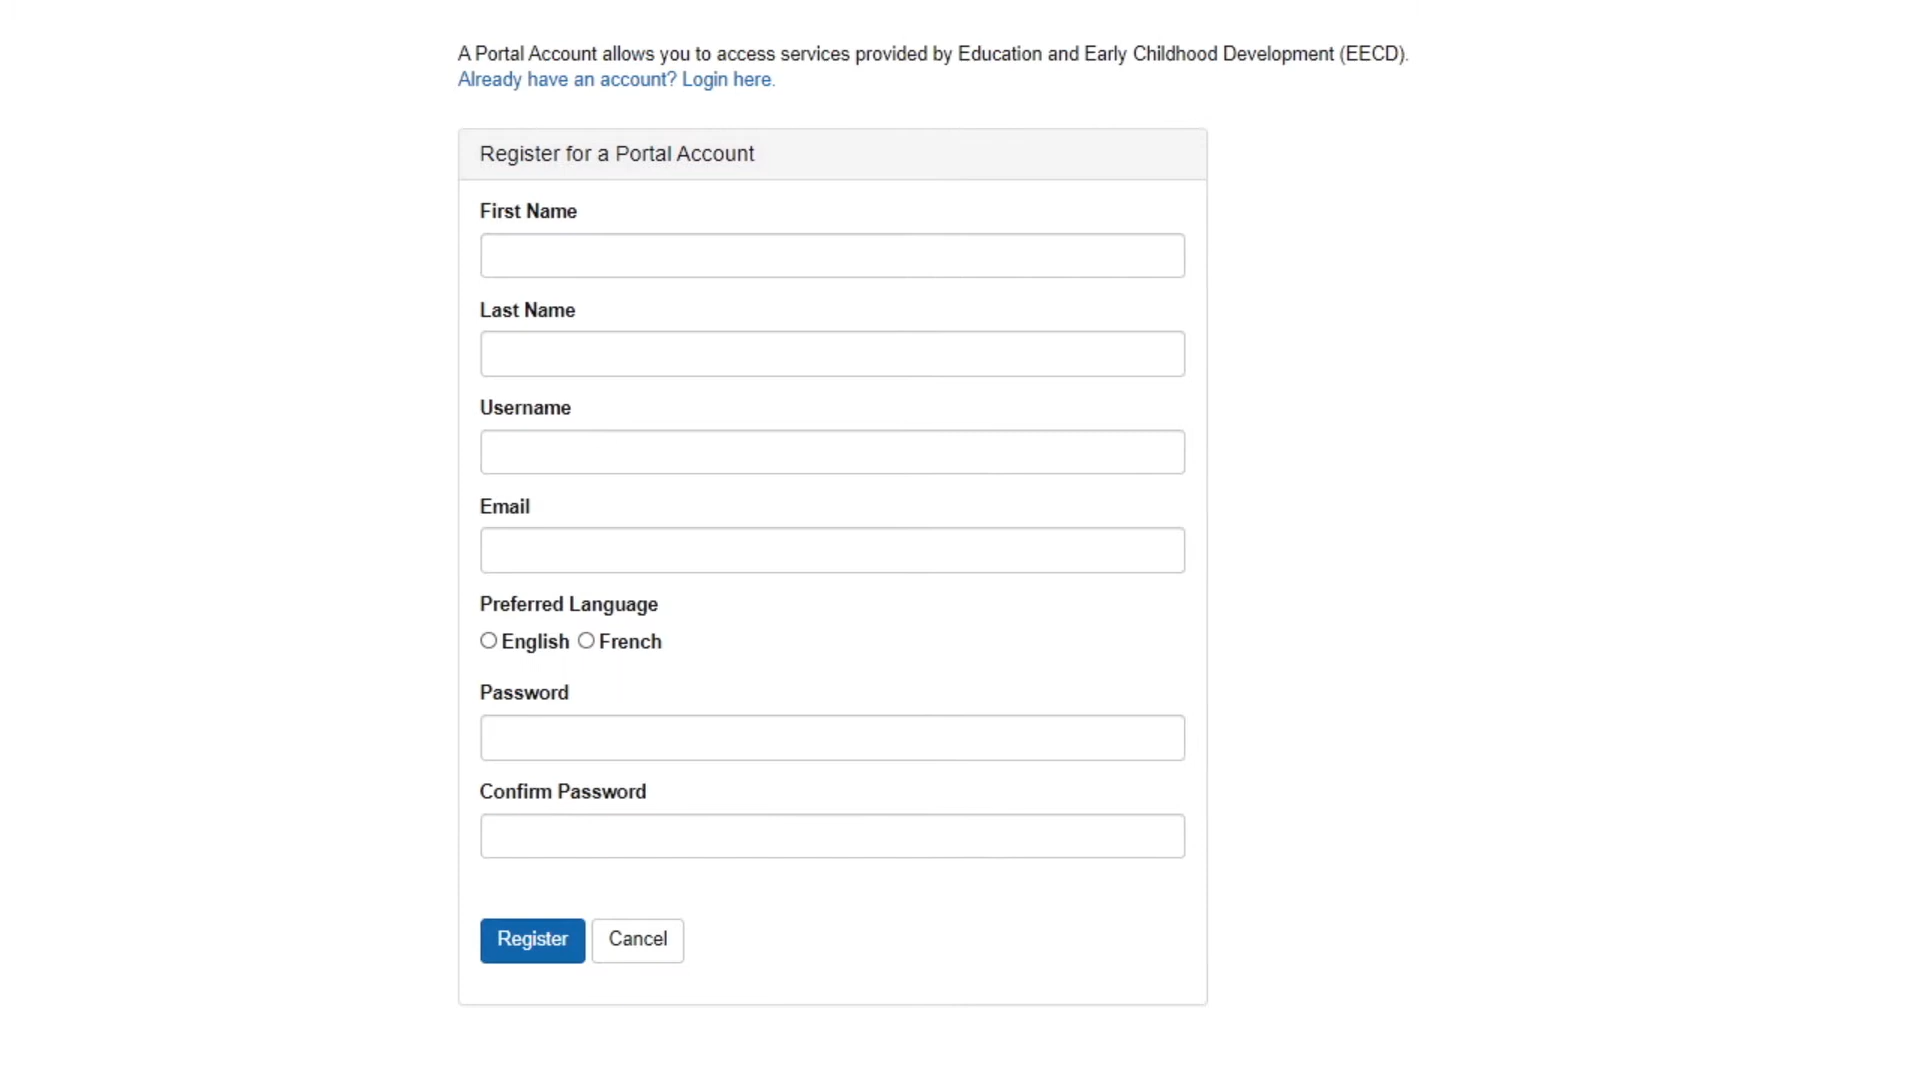 A Portal Account allows you to access services provided by Education and Early Childhood Development (EECD).
Already have an account? Login here.
Register for a Portal Account
First Name
Last Name
Username
Email
Preferred Language
English French
Password
Confirm Password
Register Cancel